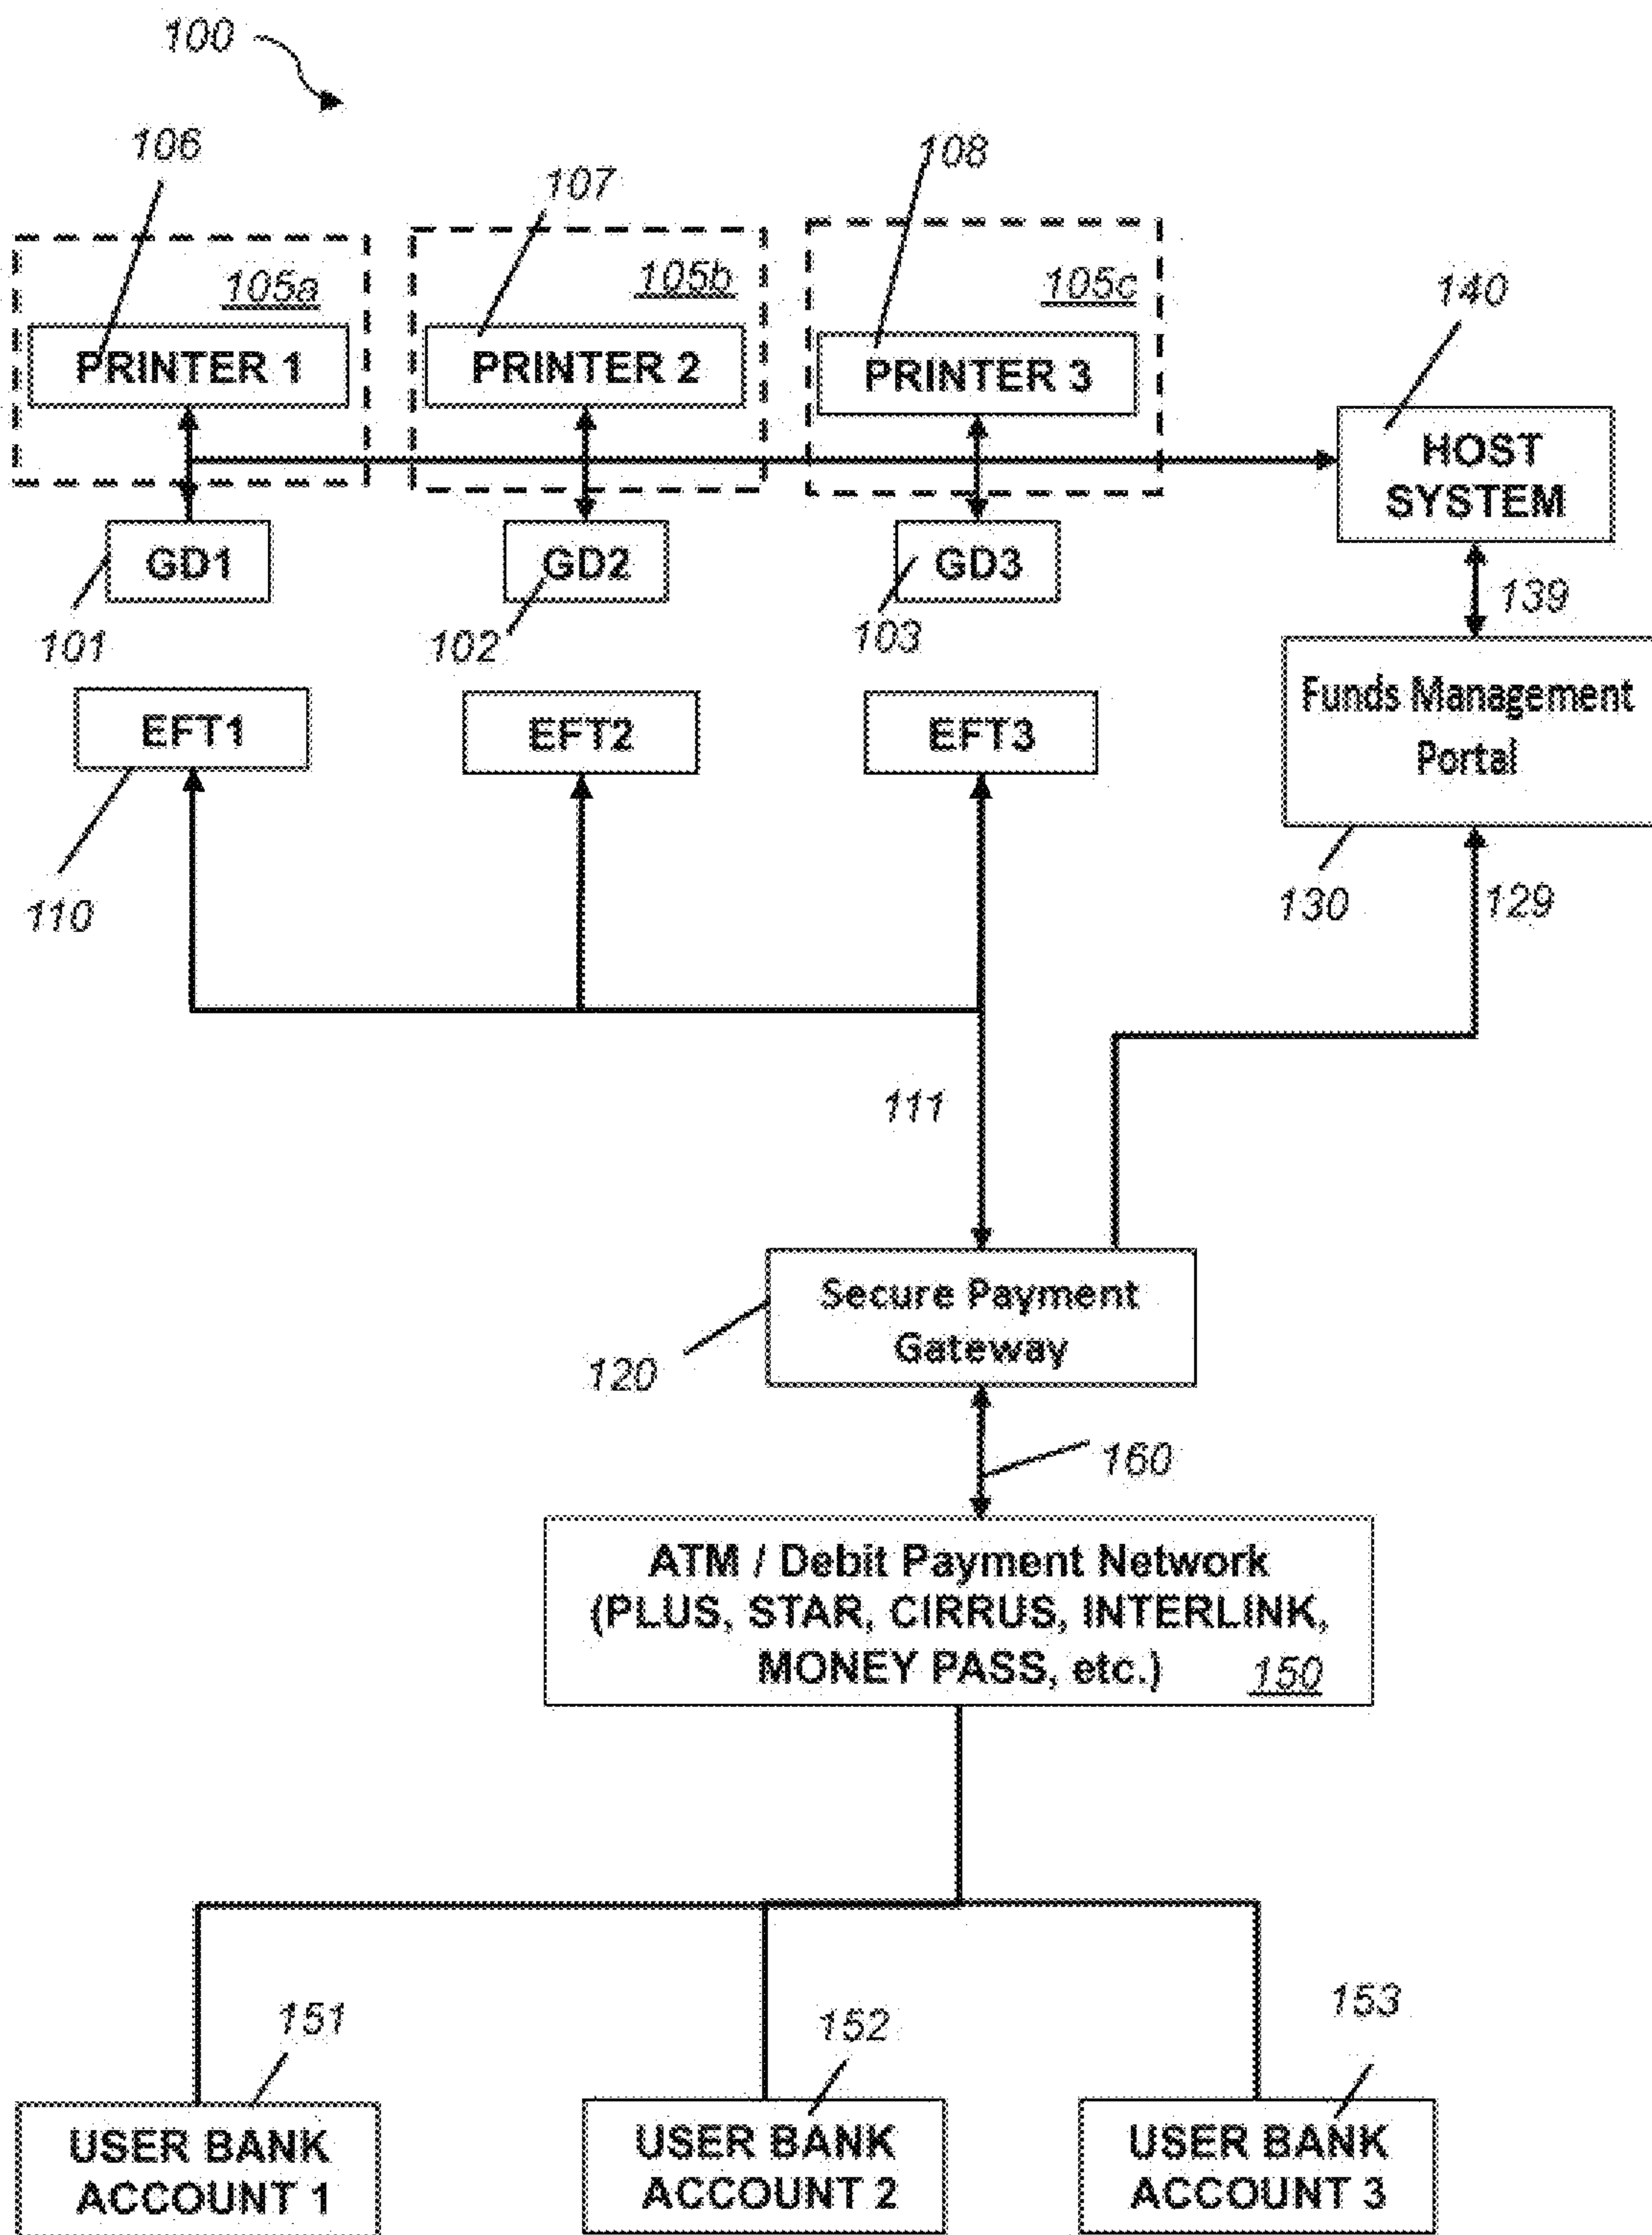 100
106
107
108
105a
105b
105c
140
PRINTER 1
PRINTER 2
PRINTER 3
HOST
SYSTEM
GD1
GD2
GD3
139
101
102
103
Funds Management
Portal
EFT1
EFT2
EFT3
110
130
129
111
Secure Payment
Gateway
120
160
ATM / Debit Payment Network
(PLUS, STAR, CIRRUS, INTERLINK,
MONEY PASS, etc.) 150
151
152
153
USER BANK
ACCOUNT 1
USER BANK
ACCOUNT 2
USER BANK
ACCOUNT 3